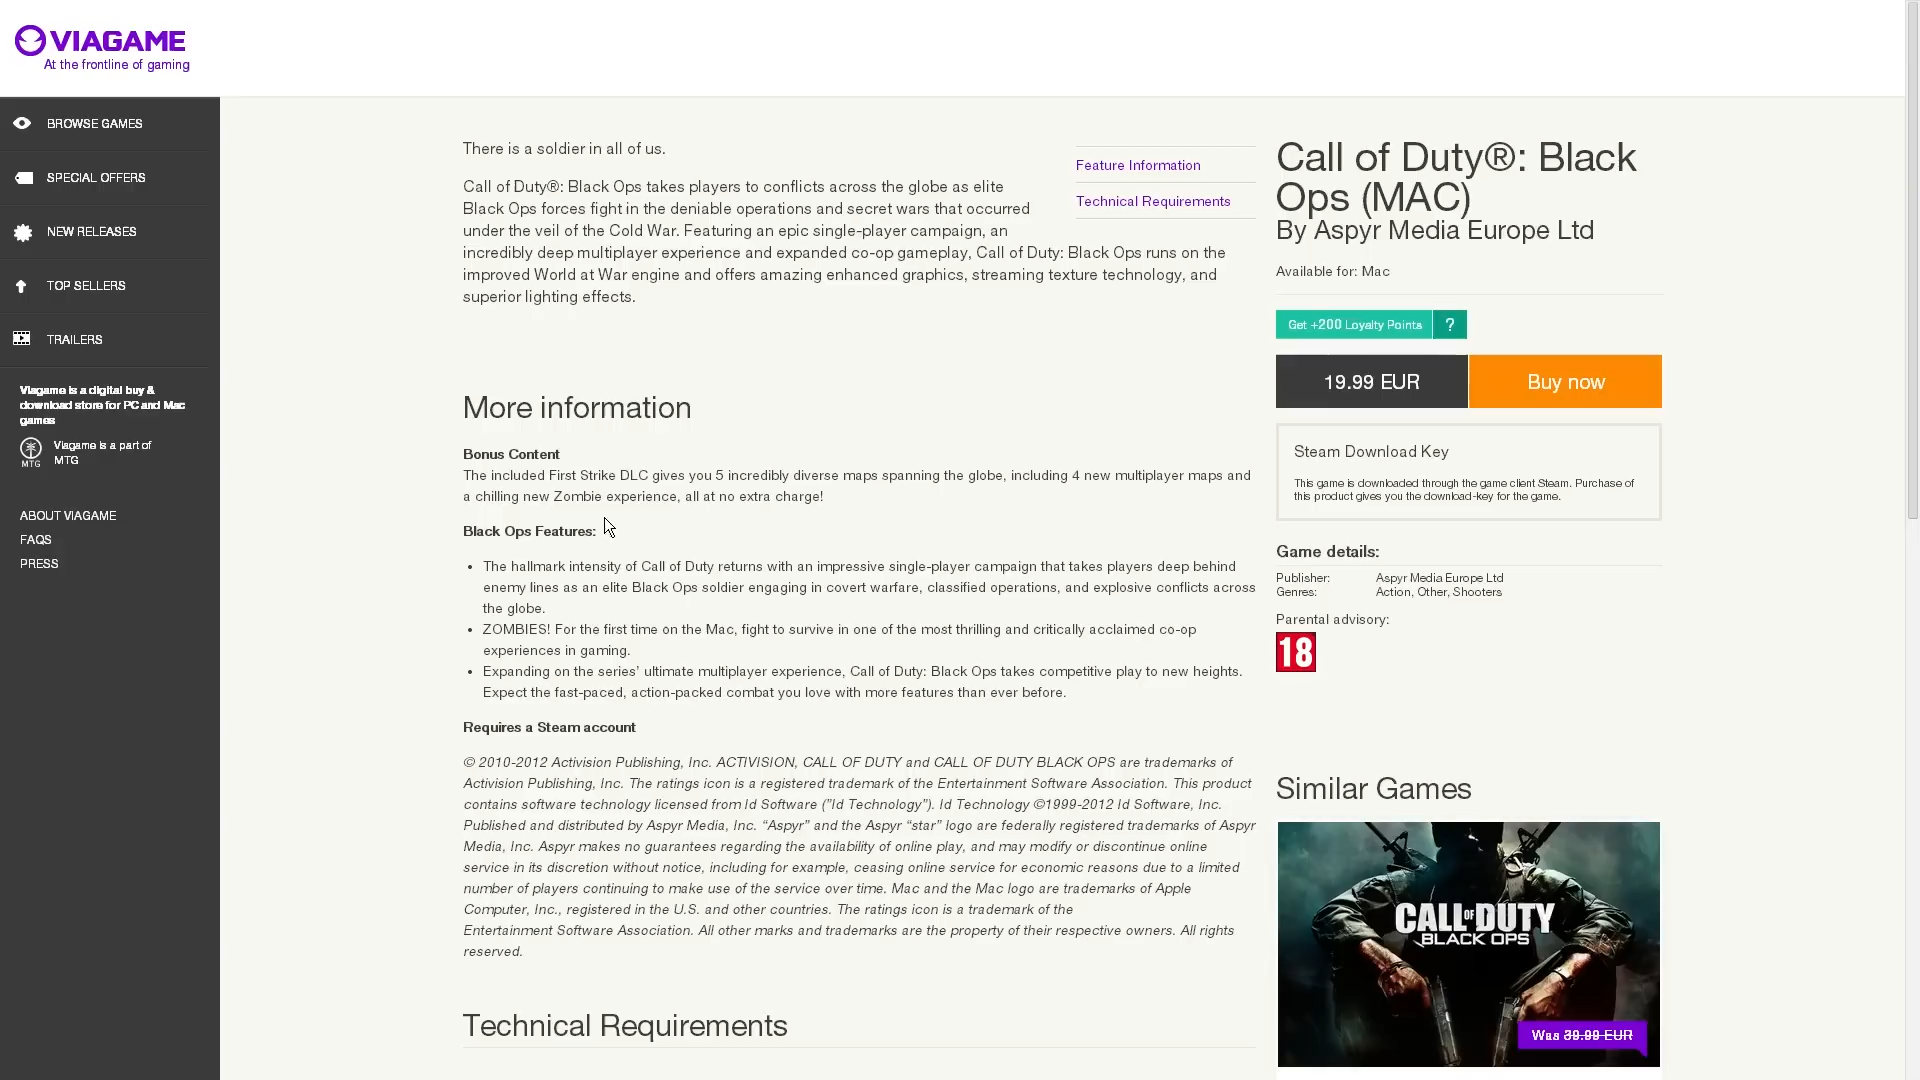 VIAGAME
At the frontline of gaming
BROWSE GAMES
SPECIAL OFFERS
NEW RELEASES
TOP SELLERS
TRAILERS
Viagame is a digital buy &
download store for PC and Mac
games
MTG
Viagame is a part of
MTG
ABOUT VIAGAME
FAQS
PRESS
There is a soldier in all of us.
Call of Duty®: Black Ops takes players to conflicts across the globe as elite
Black Ops forces fight in the deniable operations and secret wars that occurred
under the veil of the Cold War. Featuring an epic single-player campaign, an
incredibly deep multiplayer experience and expanded co-op gameplay, Call of Duty: Black Ops runs on the
improved World at War engine and offers amazing enhanced graphics, streaming texture technology, and
superior lighting effects.
Feature Information
Technical Requirements
More information
Bonus Content
The included First Strike DLC gives you 5 incredibly diverse maps spanning the globe, including 4 new multiplayer maps and
a chilling new Zombie experience, all at no extra charge!
Black Ops Features:
• The hallmark intensity of Call of Duty returns with an impressive single-player campaign that takes players deep behind
enemy lines as an elite Black Ops soldier engaging in covert warfare, classified operations, and explosive conflicts across
the globe.
• ZOMBIES! For the first time on the Mac, fight to survive in one of the most thrilling and critically acclaimed co-op
experiences in gaming.
• Expanding on the series’ ultimate multiplayer experience, Call of Duty: Black Ops takes competitive play to new heights.
Expect the fast-paced, action-packed combat you love with more features than ever before.
Requires a Steam account
© 2010-2012 Activision Publishing, Inc. ACTIVISION, CALL OF DUTY and CALL OF DUTY BLACK OPS are trademarks of
Activision Publishing, Inc. The ratings icon is a registered trademark of the Entertainment Software Association. This product
contains software technology licensed from Id Software ("Id Technology"). Id Technology ©1999-2012 Id Software, Inc.
Published and distributed by Aspyr Media, Inc. “Aspyr” and the Aspyr “star” logo are federally registered trademarks of Aspyr
Media, Inc. Aspyr makes no guarantees regarding the availability of online play, and may modify or discontinue online
service in its discretion without notice, including for example, ceasing online service for economic reasons due to a limited
number of players continuing to make use of the service over time. Mac and the Mac logo are trademarks of Apple
Computer, Inc., registered in the U.S. and other countries. The ratings icon is a trademark of the
Entertainment Software Association. All other marks and trademarks are the property of their respective owners. All rights
reserved.
Technical Requirements
Call of Duty®: Black
Ops (MAC)
By Aspyr Media Europe Ltd
Available for: Mac
Get +200 Loyalty Points ?
19.99 EUR
Buy now
Steam Download Key
This game is downloaded through the game client Steam. Purchase of
this product gives you the download-key for the game.
Game details:
Publisher: Aspyr Media Europe Ltd
Genres: Action, Other, Shooters
Parental advisory:
18
Similar Games
CALL OF DUTY
BLACK OPS
Was 39.99 EUR